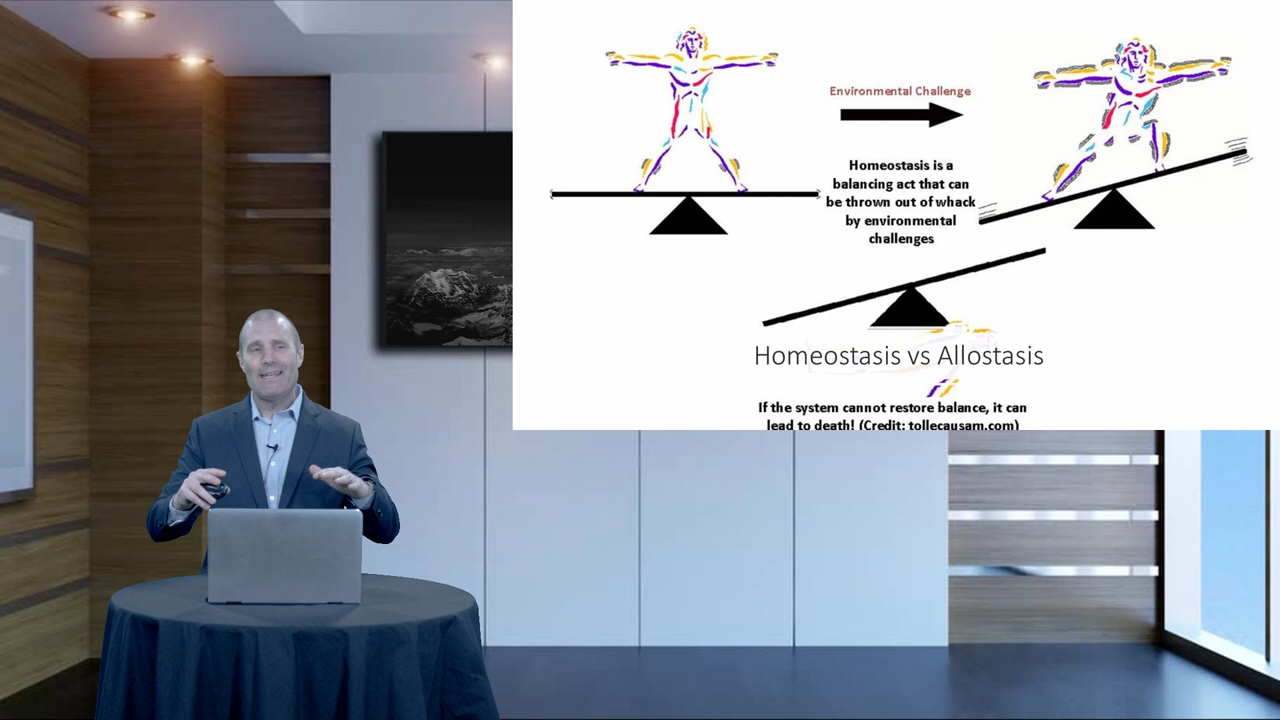 Environmental Challenge
Homeostasis is a
balancing act that can
be thrown out of whack
by environmental
challenges
Homeostasis vs Allostasis
If the system cannot restore balance, it can
lead to death! (Credit: tollecausam.com)